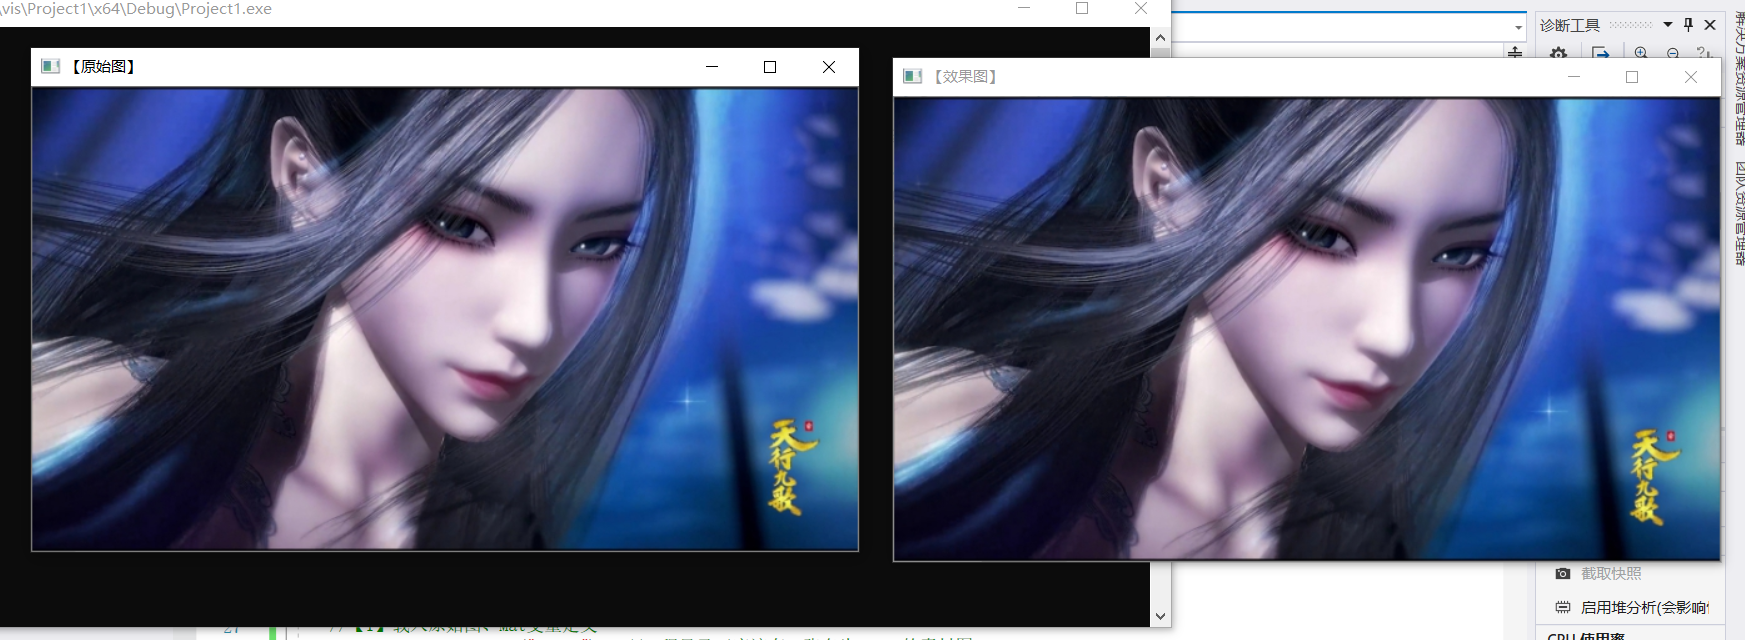 \vis\Project1\x64\Debug\Project1.exe
【原始图】
【效果图】
诊断工具
解决方案资源管理器
团队资源管理器
天行九歌
天行九歌
截取快照
启用堆分析(会影响
CPU 使用率